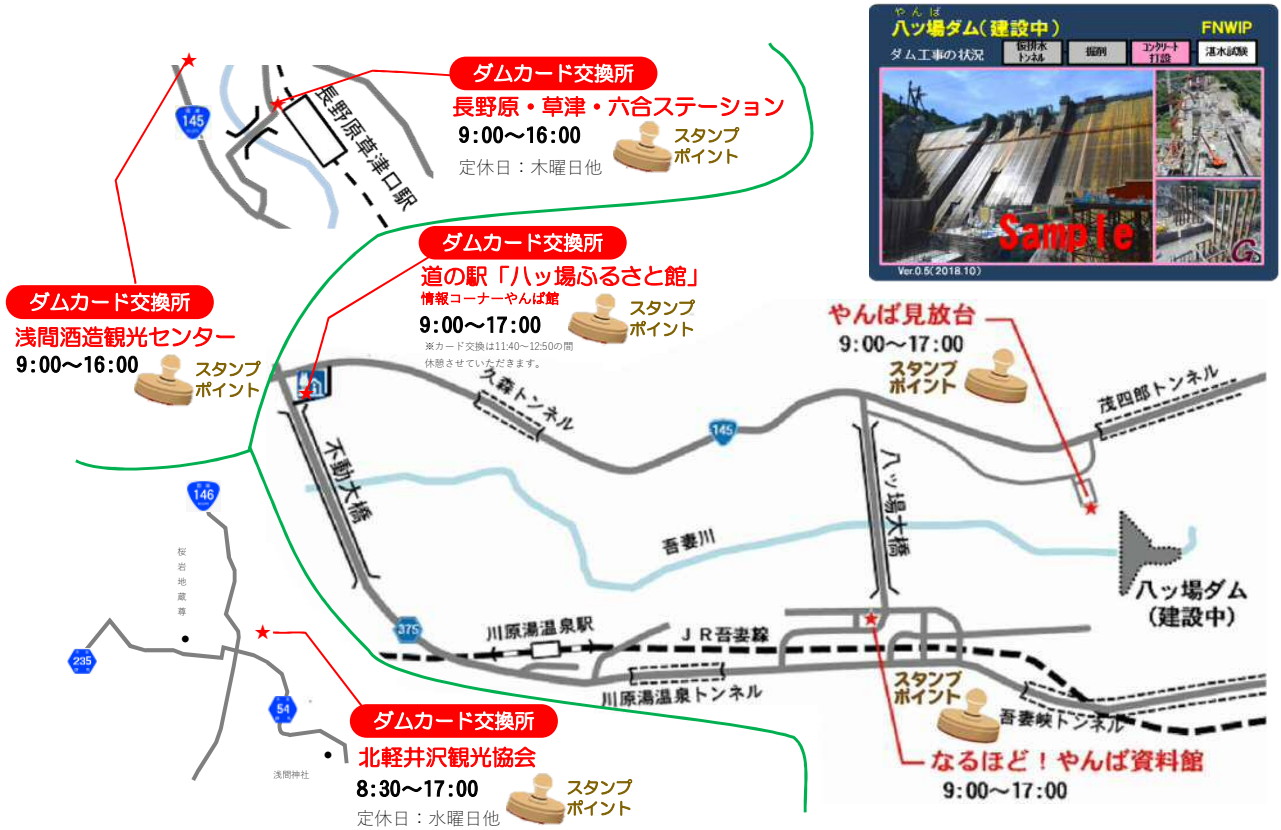 ダムカード交換所
長野原・草津・六合ステーション
9:00～16:00
定休日：木曜日他
スタンプ
ポイント
145
長野原草津口駅
やんば
八ッ場ダム(建設中)
FNWIP
ダム工事の状況
仮排水
トンネル
掘削
コンクリート
打設
湛水試験
Sample
Ver.0.5(2018.10)
ダムカード交換所
道の駅「八ッ場ふるさと館」
情報コーナーやんば館
9:00～17:00
※カード交換は11:40～12:50の間
休憩させていただきます。
スタンプ
ポイント
ダムカード交換所
浅間酒造観光センター
9:00～16:00
スタンプ
ポイント
やんば見放台
9:00～17:00
スタンプ
ポイント
久森トンネル
茂四郎トンネル
145
不動大橋
八ッ場大橋
吾妻川
八ッ場ダム
(建設中)
146
桜岩地蔵尊
235
54
浅間神社
375
川原湯温泉駅
JR吾妻線
川原湯温泉トンネル
吾妻峡トンネル
スタンプ
ポイント
なるほど！やんば資料館
9:00～17:00
ダムカード交換所
北軽井沢観光協会
8:30～17:00
定休日：水曜日他
スタンプ
ポイント